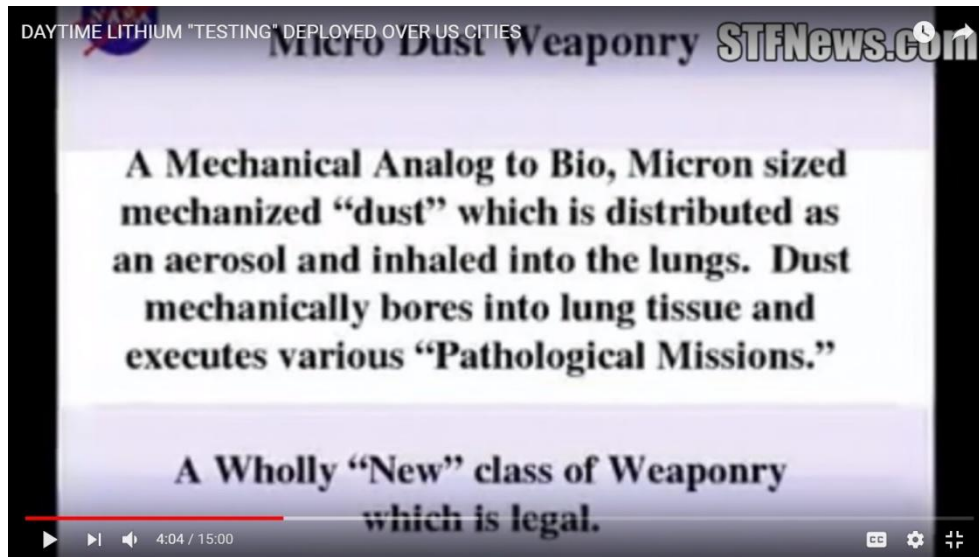 DAYTIME LITHIUM "TESTING" DEPLOYED OVER US CITIES
NASA
Micro Dust Weaponry
STFNews.com
A Mechanical Analog to Bio, Micron sized
mechanized “dust” which is distributed as
an aerosol and inhaled into the lungs. Dust
mechanically bores into lung tissue and
executes various “Pathological Missions.”
A Wholly “New” class of Weaponry
which is legal.
4:04 / 15:00
CC